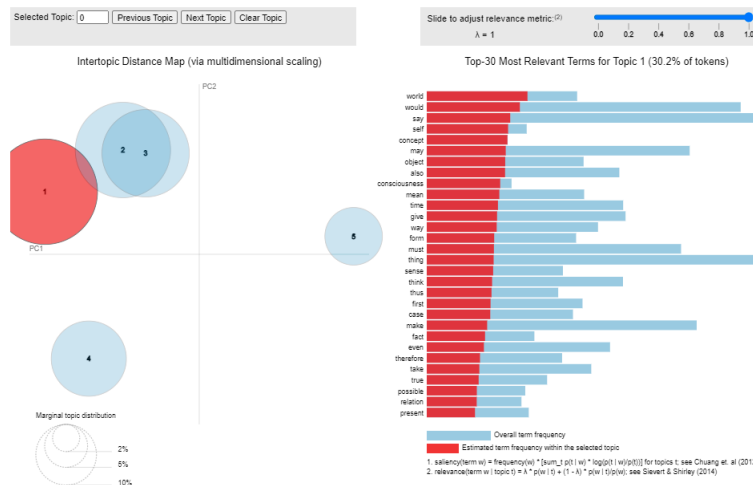 Selected Topic: 0 Previous Topic Next Topic Clear Topic
Slide to adjust relevance metric:(2)
λ = 1
0.0 0.2 0.4 0.6 0.8 1.0
Intertopic Distance Map (via multidimensional scaling)
PC2
PC1
1
2
3
4
5
Marginal topic distribution
2%
5%
10%
Top-30 Most Relevant Terms for Topic 1 (30.2% of tokens)
world
would
say
self
concept
may
object
also
consciousness
mean
time
give
way
form
must
thing
sense
think
thus
first
case
make
fact
even
therefore
take
true
possible
relation
present
Overall term frequency
Estimated term frequency within the selected topic
1. saliency(term w) = frequency(w) * [sum_t p(t | w) * log(p(t | w)/p(t))] for topics t; see Chuang et. al (201
2. relevance(term w | topic t) = λ * p(w | t) + (1 - λ) * p(w | t)/p(w); see Sievert & Shirley (2014)